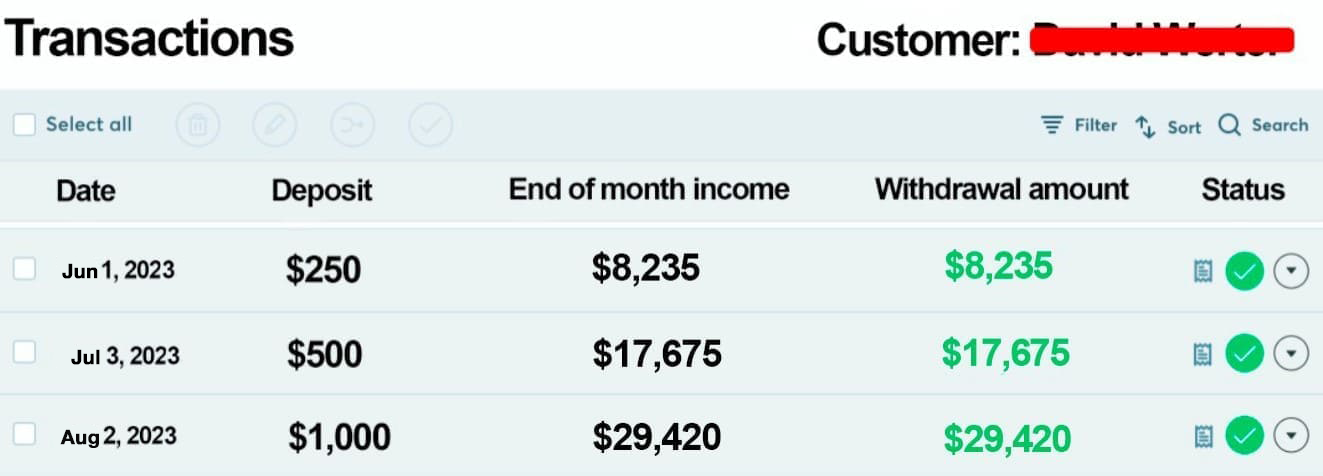 Transactions Customer:
Select all Filter Sort Search
Date Deposit End of month income Withdrawal amount Status
Jun 1, 2023 $250 $8,235 $8,235
Jul 3, 2023 $500 $17,675 $17,675
Aug 2, 2023 $1,000 $29,420 $29,420